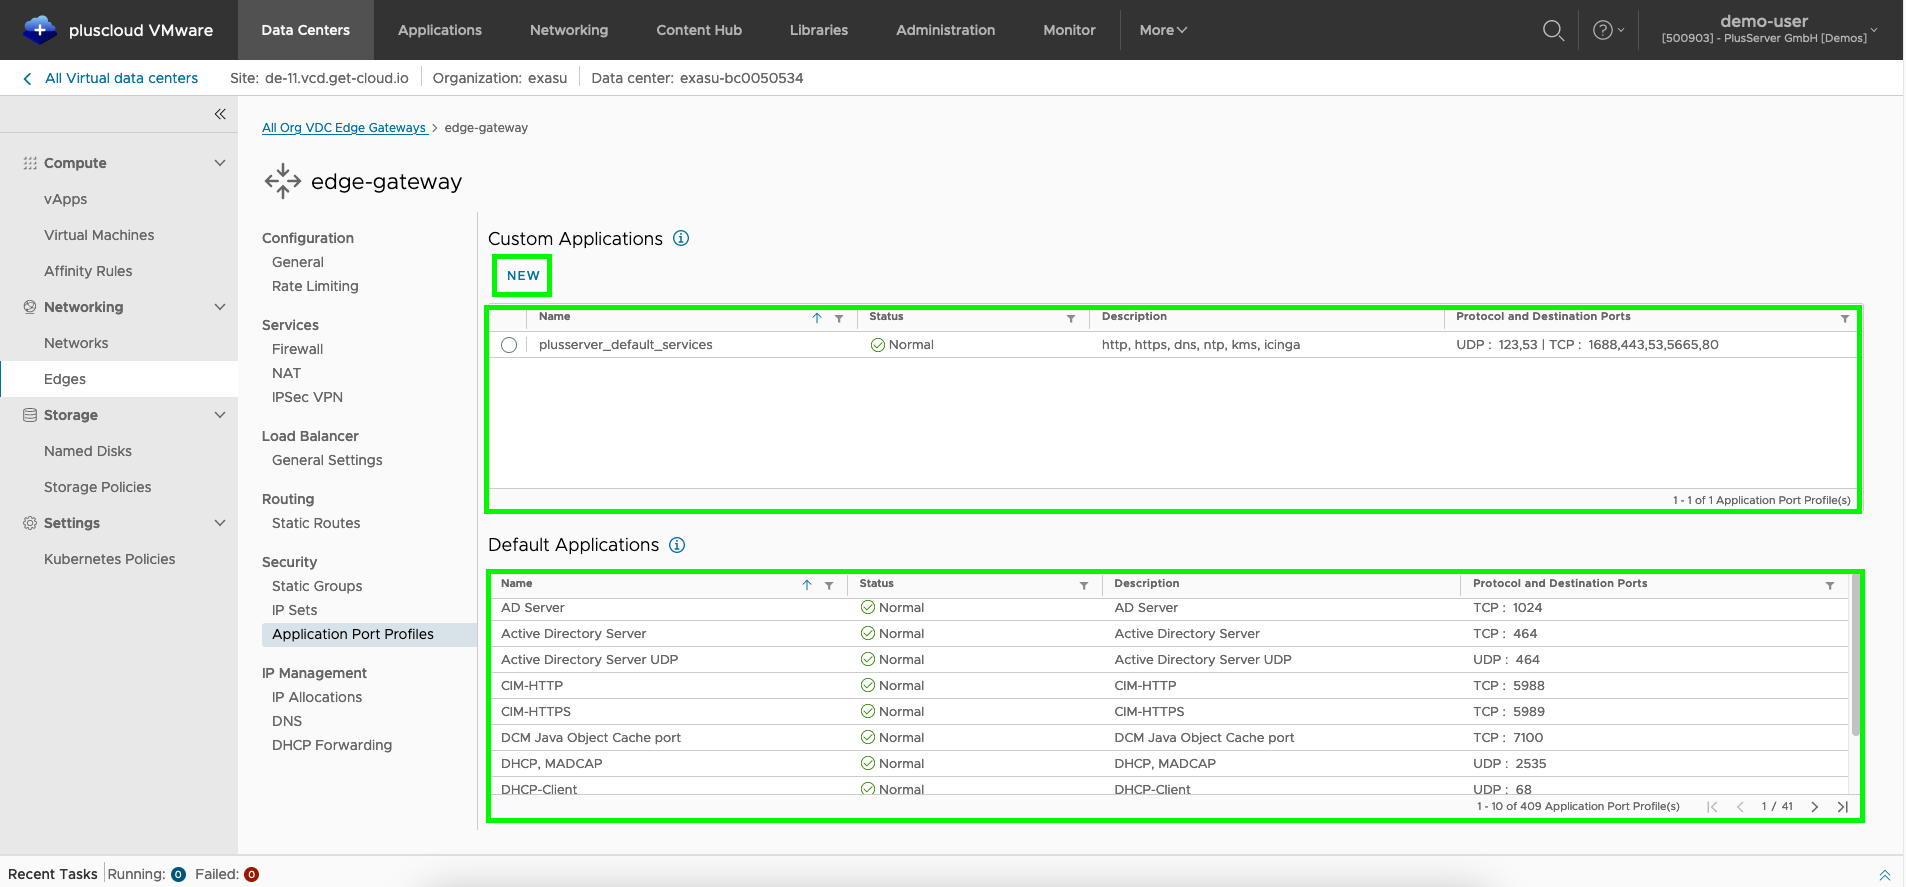 pluscloud VMware
Data Centers Applications Networking Content Hub Libraries Administration Monitor More
demo-user
[500903] - PlusServer GmbH [Demos]
All Virtual data centers Site: de-11.vcd.get-cloud.io Organization: exasu Data center: exasu-bc0050534
Compute
vApps
Virtual Machines
Affinity Rules
Networking
Networks
Edges
Storage
Named Disks
Storage Policies
Settings
Kubernetes Policies
All Org VDC Edge Gateways > edge-gateway
edge-gateway
Configuration
General
Rate Limiting
Services
Firewall
NAT
IPSec VPN
Load Balancer
General Settings
Routing
Static Routes
Security
Static Groups
IP Sets
Application Port Profiles
IP Management
IP Allocations
DNS
DHCP Forwarding
Custom Applications
NEW
Name Status Description Protocol and Destination Ports
plusserver_default_services Normal http, https, dns, ntp, kms, icinga UDP : 123,53 | TCP : 1688,443,53,5665,80
1 - 1 of 1 Application Port Profile(s)
Default Applications
Name Status Description Protocol and Destination Ports
AD Server Normal AD Server TCP : 1024
Active Directory Server Normal Active Directory Server TCP : 464
Active Directory Server UDP Normal Active Directory Server UDP UDP : 464
CIM-HTTP Normal CIM-HTTP TCP : 5988
CIM-HTTPS Normal CIM-HTTPS TCP : 5989
DCM Java Object Cache port Normal DCM Java Object Cache port TCP : 7100
DHCP, MADCAP Normal DHCP, MADCAP UDP : 2535
DHCP-Client Normal DHCP-Client UDP : 68
1 - 10 of 409 Application Port Profile(s) 1 / 41
Recent Tasks Running: 0 Failed: 0